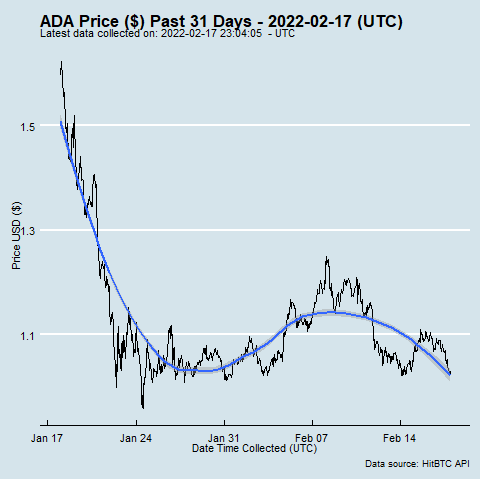 ADA Price ($) Past 31 Days - 2022-02-17 (UTC)
Latest data collected on: 2022-02-17 23:04:05 - UTC
1.5
1.3
1.1
Price USD ($)
Jan 17 Jan 24 Jan 31 Feb 07 Feb 14
Date Time Collected (UTC)
Data source: HitBTC API